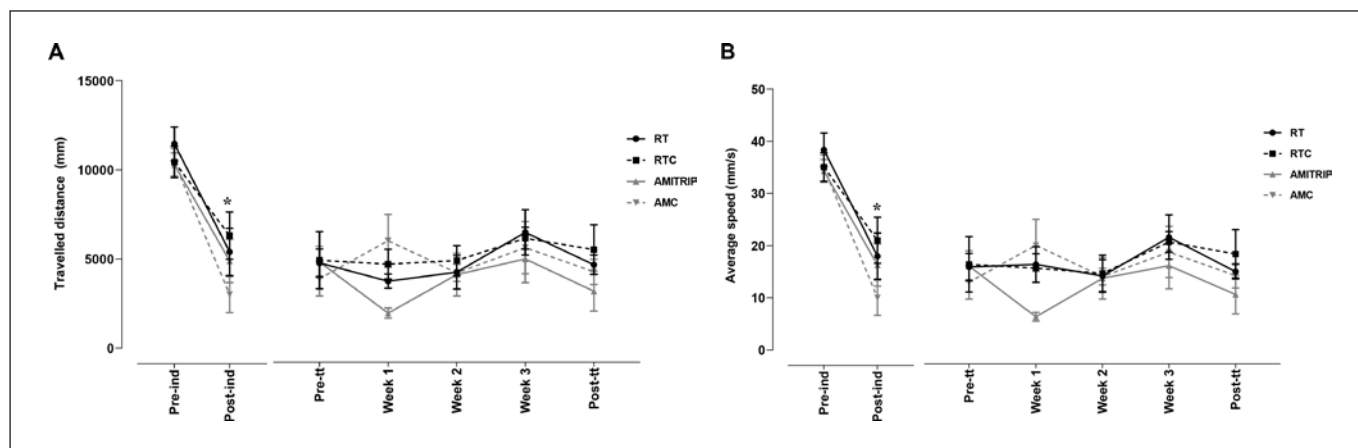 A
Travelled distance (mm)
15000
10000
5000
0
*
Pre-ind
Post-ind
Pre-tt
Week 1
Week 2
Week 3
Post-tt
RT
RTC
AMITRIP
AMC
B
Average speed (mm/s)
50
40
30
20
10
0
*
Pre-ind
Post-ind
Pre-tt
Week 1
Week 2
Week 3
Post-tt
RT
RTC
AMITRIP
AMC